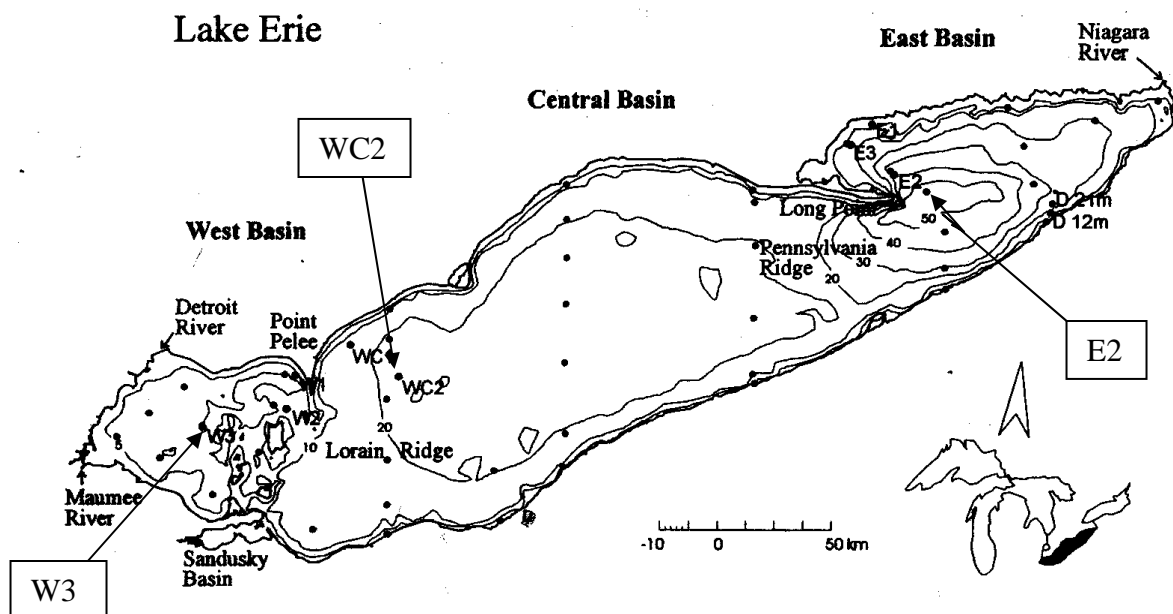 Lake Erie
East Basin
Niagara
River
Central Basin
WC2
E3
E2
Long Point
D 21m
D 12m
50
40
30
20
Pennsylvania
Ridge
West Basin
Detroit
River
Point
Pelee
WC
WC2
E2
W2
W3
5
10
20
Lorain Ridge
Maumee
River
Sandusky
Basin
W3
-10
0
50 km